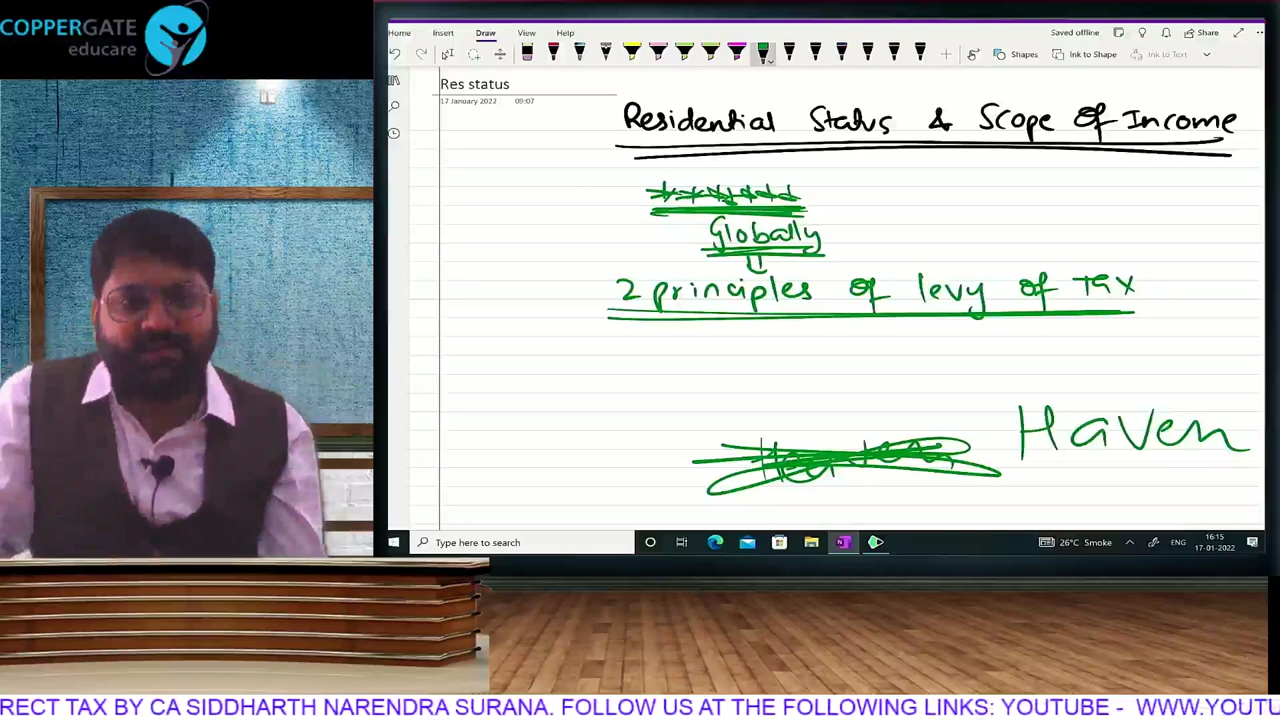 COPPERGATE
educare
Home Insert Draw View Help
Saved offline
Share
Shapes
Ink to Shape
Ink to Text
Res status
17 January 2022 09:07
Residential Status & Scope Of Income
Globally
2 principles of levy of Tax
Haven
Type here to search
26°C Smoke
ENG
16:15
17-01-2022
RECT TAX BY CA SIDDHARTH NARENDRA SURANA. FOLLOW US AT THE FOLLOWING LINKS: YOUTUBE - WWW.YOUTU